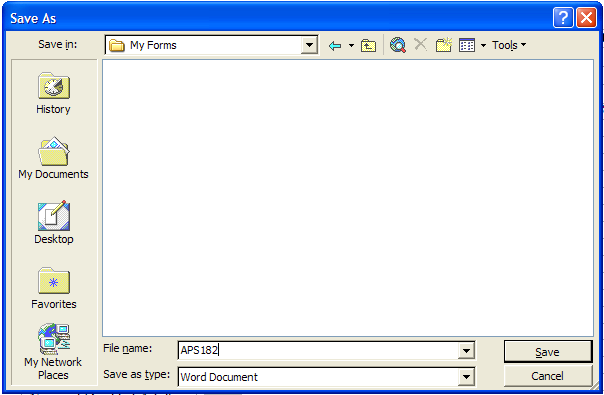 Save As
Save in: My Forms Tools
History
My Documents
Desktop
Favorites
My Network
Places
File name: APS182 Save
Save as type: Word Document Cancel